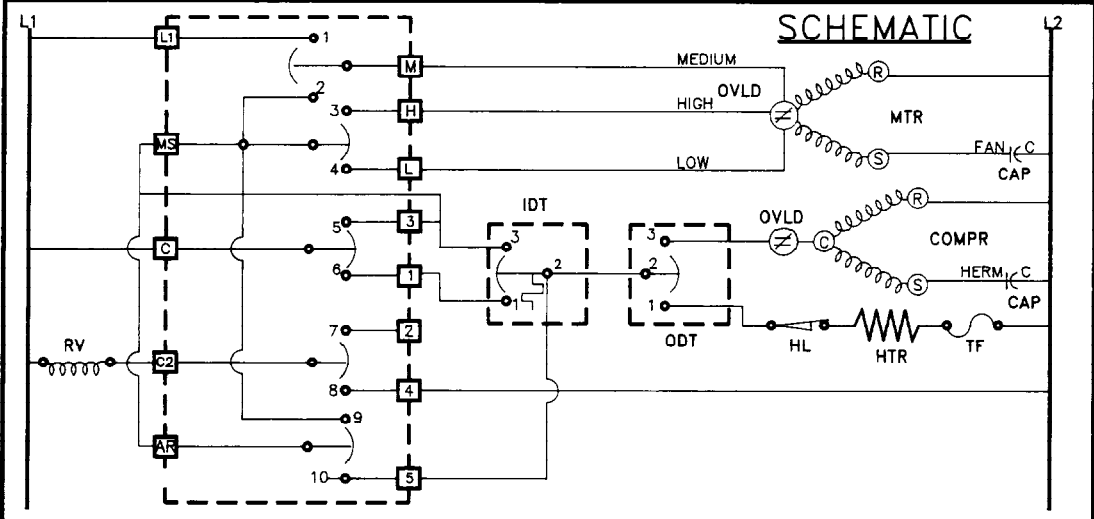 SCHEMATIC
L1
L2
L1
1
M
MEDIUM
OVLD
R
2
3
H
HIGH
MTR
MS
4
L
LOW
S
FAN
C
CAP
IDT
5
3
3
3
OVLD
R
C
6
1
2
1
2
1
C
COMPR
S
HERM
C
CAP
ODT
7
2
HL
HTR
TF
RV
C2
8
4
9
AR
10
5